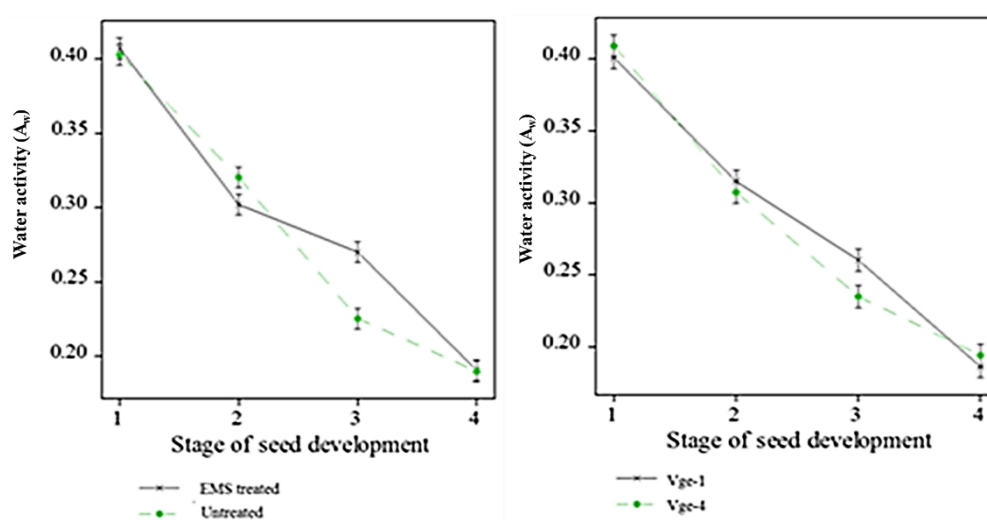 Water activity (Aw)
0.40
0.35
0.30
0.25
0.20
1 2 3 4
Stage of seed development
EMS treated
Untreated
Water activity (Aw)
0.40
0.35
0.30
0.25
0.20
1 2 3 4
Stage of seed development
Vge-1
Vge-4